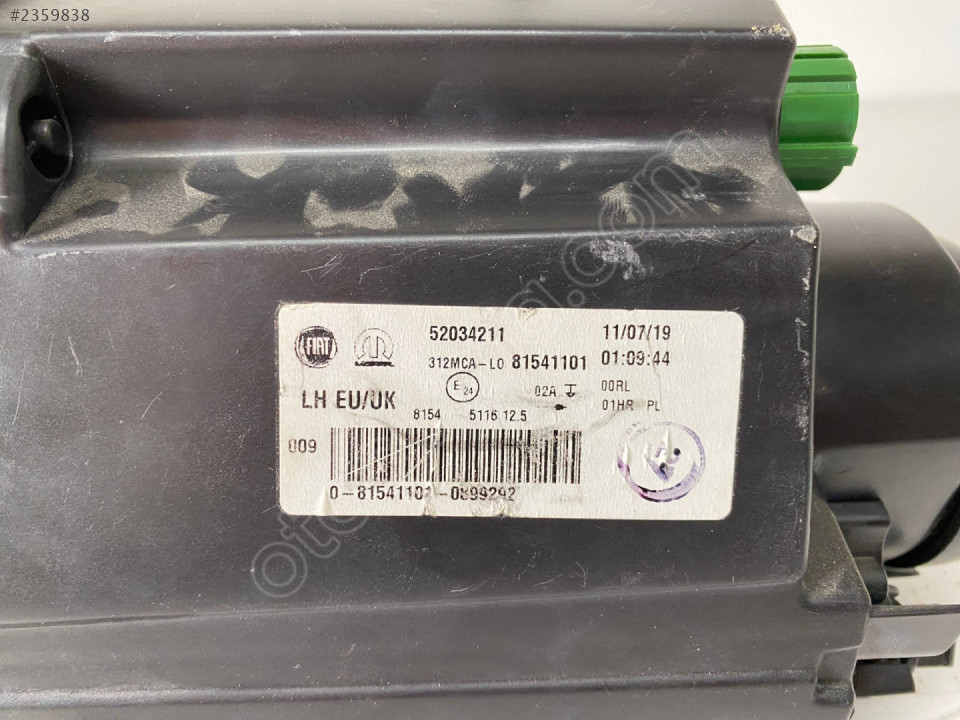 #2359838
FIAT 52034211 11/07/19
312MCA-LO 81541101 01:09:44
E 24 02A 00RL
LH EU/UK 01HR PL
8154 5116 12.5
009
0-81541101-0899292